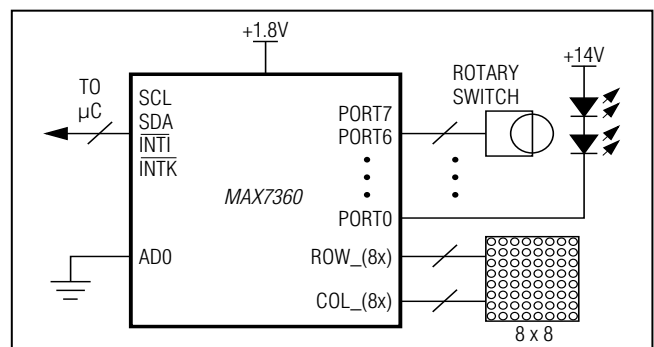 +1.8V
+14V
TO
µC
SCL
SDA
INTI
INTK
MAX7360
AD0
PORT7
PORT6
PORT0
ROW_(8x)
COL_(8x)
ROTARY
SWITCH
8 x 8